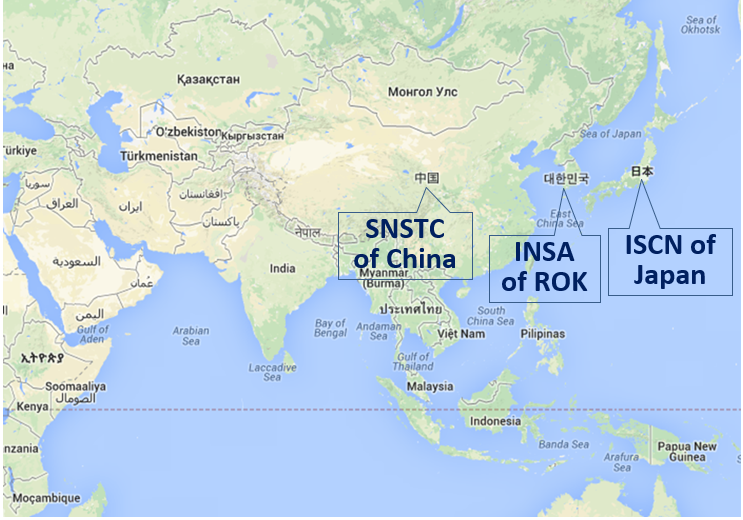 Sea of
Okhotsk
на
Қазақстан
Монгол Улс
O'zbekiston
Кыргызстан
Sea of Japan
Türkiye
Türkmenistan
سوريا
العراق
ایران
افغانستان
پاکستان
中国
대한민국
日本
SNSTC
of China
नेपाल
East
China Sea
INSA
of ROK
ISCN of
Japan
السعودية
عُمان
India
Myanmar
(Burma)
اليمن
Gulf of
Aden
Arabian
Sea
Bay of
Bengal
Andaman
Sea
ประเทศไทย
Việt Nam
South
China Sea
Pilipinas
ኢትዮጵያ
Laccadive
Sea
Gulf of
Thailand
Soomaaliya
الصومال
Malaysia
Kenya
Indonesia
Banda Sea
Papua New
Guinea
Arafura
Sea
nzania
Moçambique